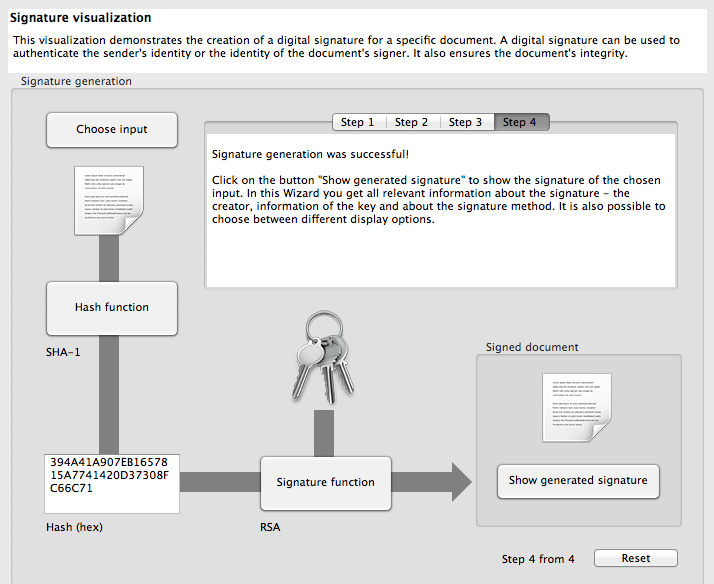 Signature visualization
This visualization demonstrates the creation of a digital signature for a specific document. A digital signature can be used to
authenticate the sender's identity or the identity of the document's signer. It also ensures the document's integrity.
Signature generation
Choose input
Step 1 Step 2 Step 3 Step 4
Signature generation was successful!
Click on the button "Show generated signature" to show the signature of the chosen
input. In this Wizard you get all relevant information about the signature – the
creator, information of the key and about the signature method. It is also possible to
choose between different display options.
Hash function
SHA-1
Signed document
394A41A907EB16578
15A7741420D37308F
C66C71
Signature function
Show generated signature
Hash (hex)
RSA
Step 4 from 4
Reset